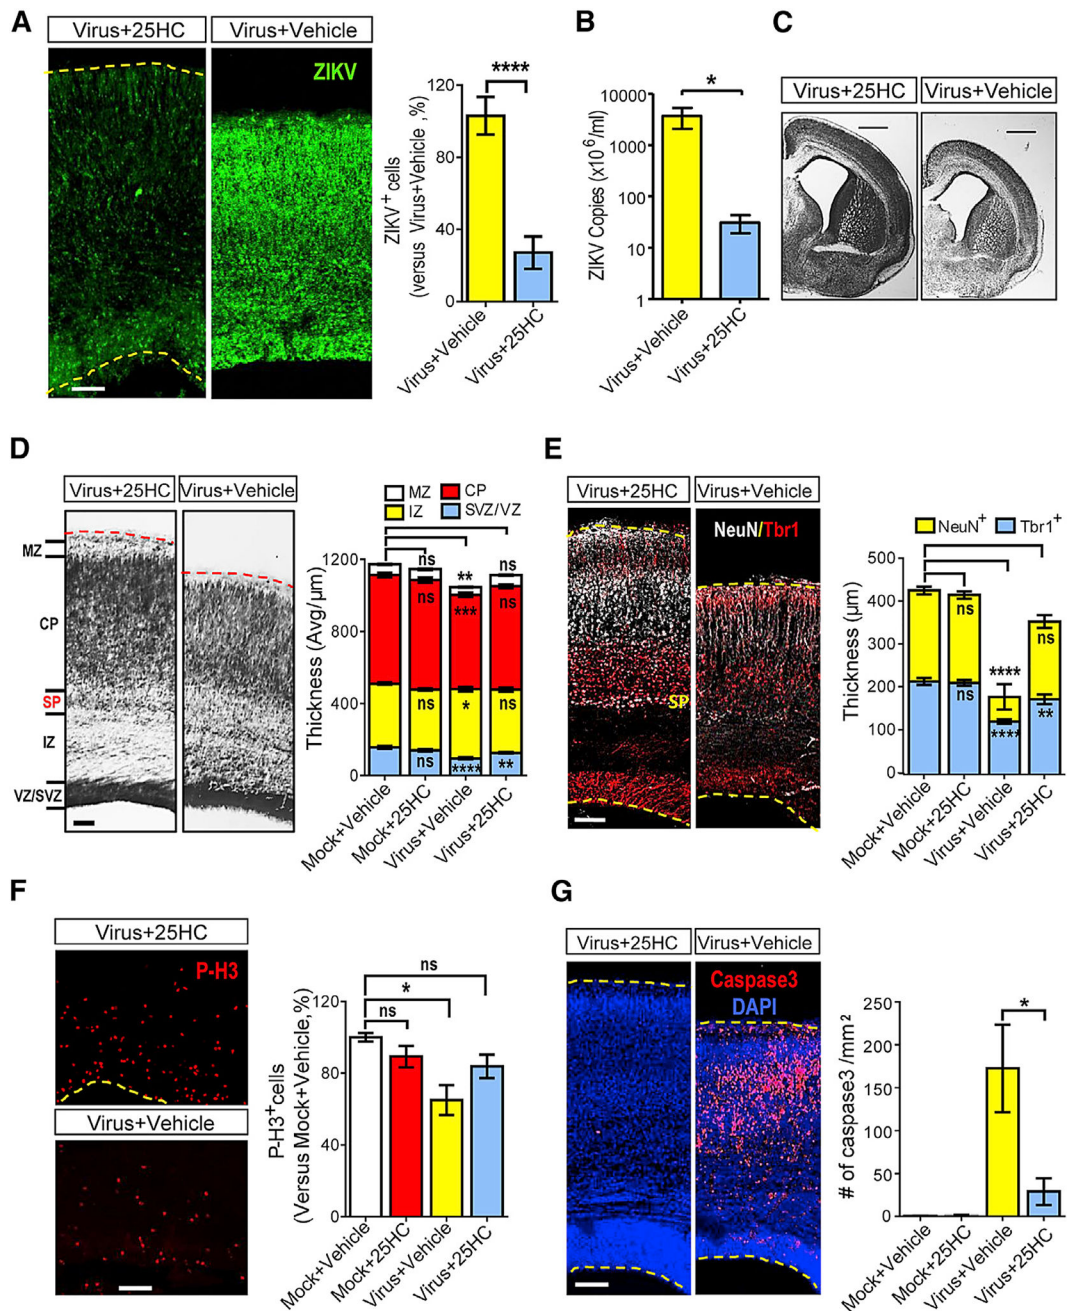 A
Virus+25HC
Virus+Vehicle
ZIKV
ZIKV+ cells
(versus Virus+Vehicle ,%)
120
80
40
0
****
Virus+Vehicle
Virus+25HC
B
ZIKV Copies (x10⁶/ml)
10000
1000
100
10
1
*
Virus+Vehicle
Virus+25HC
C
Virus+25HC
Virus+Vehicle
D
Virus+25HC
Virus+Vehicle
MZ
CP
SP
IZ
VZ/SVZ
MZ
CP
IZ
SVZ/VZ
Thickness (Avg/µm)
1200
800
400
0
ns
**
ns
ns
***
ns
ns
*
ns
ns
****
**
Mock+Vehicle
Mock+25HC
Virus+Vehicle
Virus+25HC
E
Virus+25HC
Virus+Vehicle
NeuN/Tbr1
SP
NeuN+
Tbr1+
Thickness (µm)
500
400
300
200
100
0
ns
****
ns
ns
****
**
Mock+Vehicle
Mock+25HC
Virus+Vehicle
Virus+25HC
F
Virus+25HC
P-H3
Virus+Vehicle
P-H3+cells
(Versus Mock+Vehicle,%)
120
80
40
0
ns
*
ns
Mock+Vehicle
Mock+25HC
Virus+Vehicle
Virus+25HC
G
Virus+25HC
Virus+Vehicle
Caspase3
DAPI
# of caspase3 /mm²
250
200
150
100
50
0
*
Mock+Vehicle
Mock+25HC
Virus+Vehicle
Virus+25HC